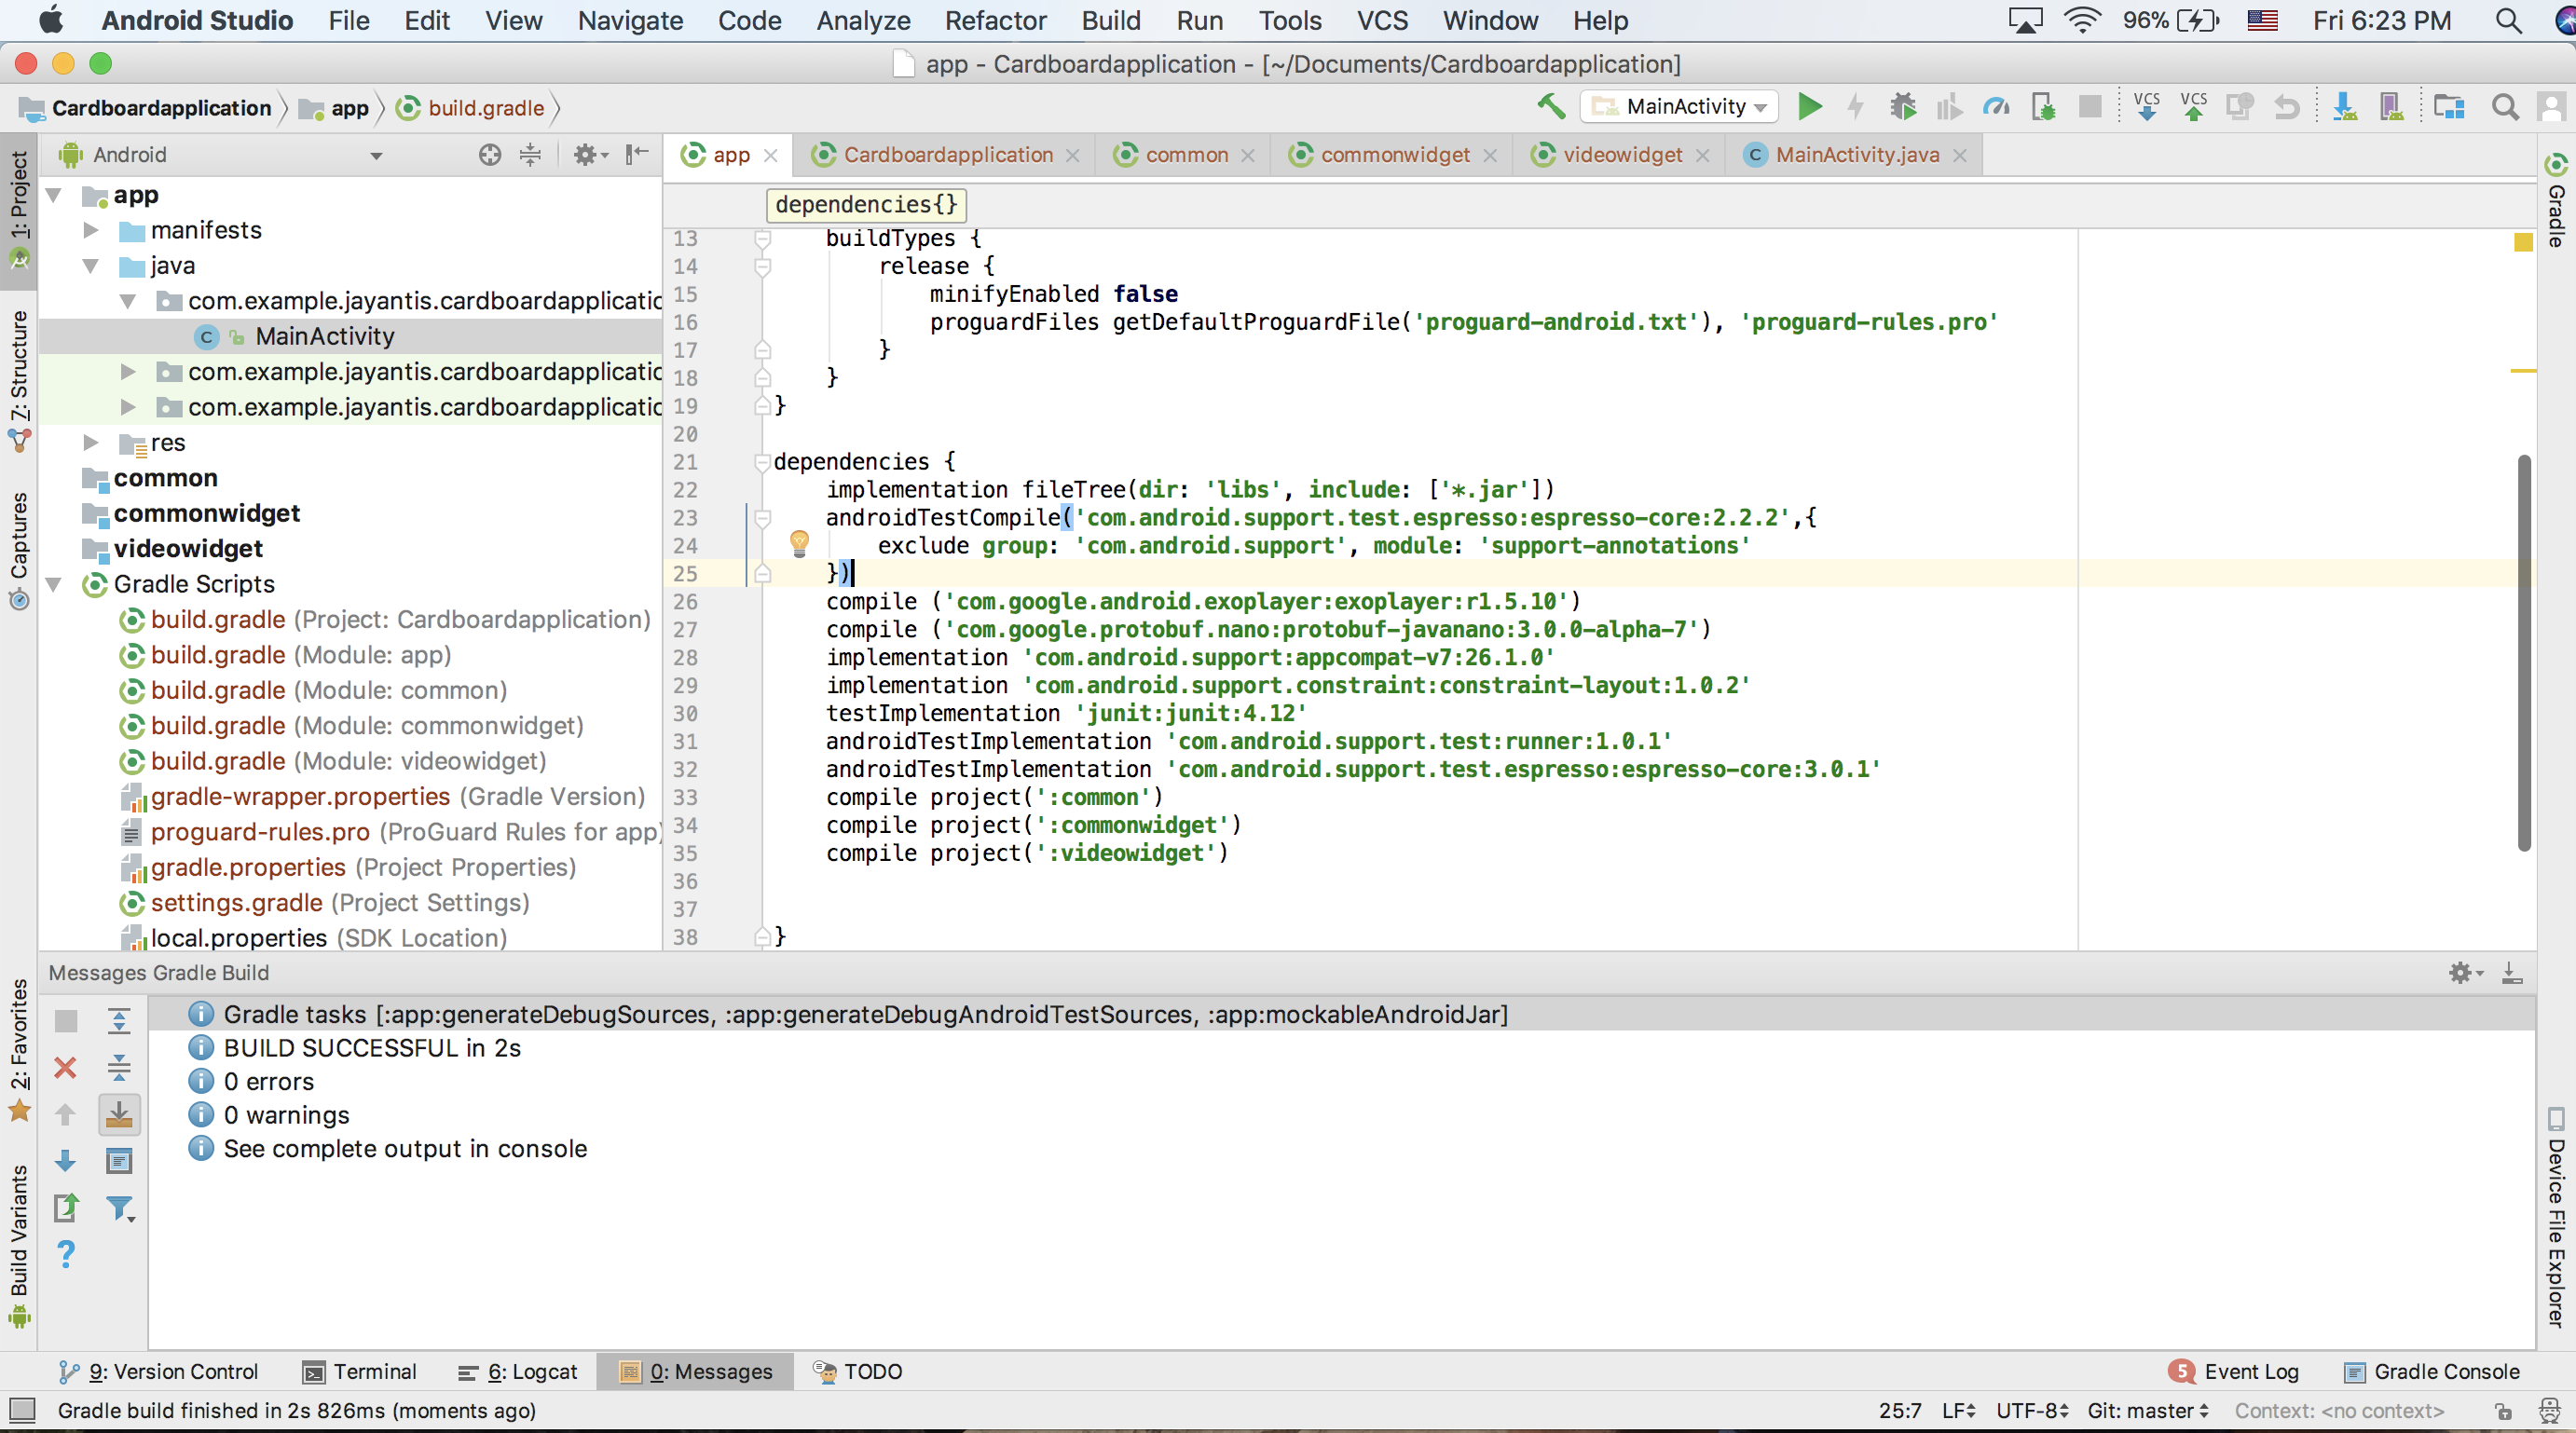 Android Studio File Edit View Navigate Code Analyze Refactor Build Run Tools VCS Window Help 96% Fri 6:23 PM
app - Cardboardapplication - [~/Documents/Cardboardapplication]
Cardboardapplication app build.gradle MainActivity VCS VCS
Android
app Cardboardapplication common commonwidget videowidget MainActivity.java
1: Project
Z: Structure
Captures
2: Favorites
Build Variants
app
manifests
java
com.example.jayantis.cardboardapplicatio
MainActivity
com.example.jayantis.cardboardapplicatio
com.example.jayantis.cardboardapplicatio
res
common
commonwidget
videowidget
Gradle Scripts
build.gradle (Project: Cardboardapplication)
build.gradle (Module: app)
build.gradle (Module: common)
build.gradle (Module: commonwidget)
build.gradle (Module: videowidget)
gradle-wrapper.properties (Gradle Version)
proguard-rules.pro (ProGuard Rules for app)
gradle.properties (Project Properties)
settings.gradle (Project Settings)
local.properties (SDK Location)
dependencies{}
13 buildTypes {
14 release {
15 minifyEnabled false
16 proguardFiles getDefaultProguardFile('proguard-android.txt'), 'proguard-rules.pro'
17 }
18 }
19 }
20
21 dependencies {
22 implementation fileTree(dir: 'libs', include: ['*.jar'])
23 androidTestCompile('com.android.support.test.espresso:espresso-core:2.2.2',{
24 exclude group: 'com.android.support', module: 'support-annotations'
25 })
26 compile ('com.google.android.exoplayer:exoplayer:r1.5.10')
27 compile ('com.google.protobuf.nano:protobuf-javanano:3.0.0-alpha-7')
28 implementation 'com.android.support:appcompat-v7:26.1.0'
29 implementation 'com.android.support.constraint:constraint-layout:1.0.2'
30 testImplementation 'junit:junit:4.12'
31 androidTestImplementation 'com.android.support.test:runner:1.0.1'
32 androidTestImplementation 'com.android.support.test.espresso:espresso-core:3.0.1'
33 compile project(':common')
34 compile project(':commonwidget')
35 compile project(':videowidget')
36
37
38 }
Gradle
Device File Explorer
Messages Gradle Build
Gradle tasks [:app:generateDebugSources, :app:generateDebugAndroidTestSources, :app:mockableAndroidJar]
BUILD SUCCESSFUL in 2s
0 errors
0 warnings
See complete output in console
9: Version Control Terminal 6: Logcat 0: Messages TODO 5 Event Log Gradle Console
Gradle build finished in 2s 826ms (moments ago) 25:7 LF UTF-8 Git: master Context: <no context>